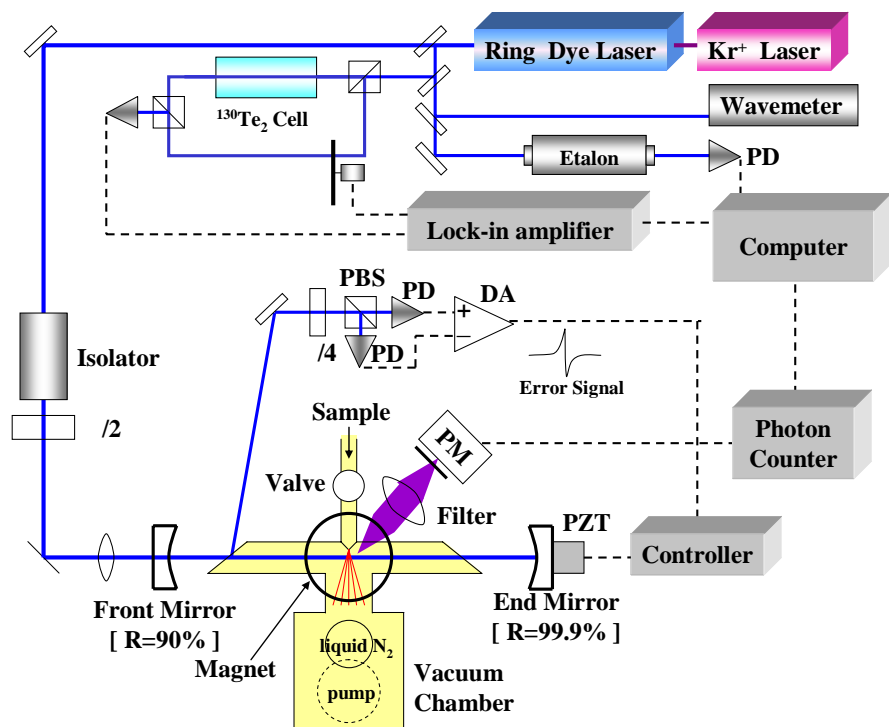 Ring Dye Laser
Kr⁺ Laser
¹³⁰Te₂ Cell
Wavemeter
Etalon
PD
Lock-in amplifier
Computer
PBS
PD
DA
+
−
/4
PD
Error Signal
Isolator
/2
Sample
PM
Photon
Counter
Valve
Filter
PZT
Controller
Front Mirror
[ R=90% ]
End Mirror
[ R=99.9% ]
Magnet
liquid N₂
pump
Vacuum
Chamber